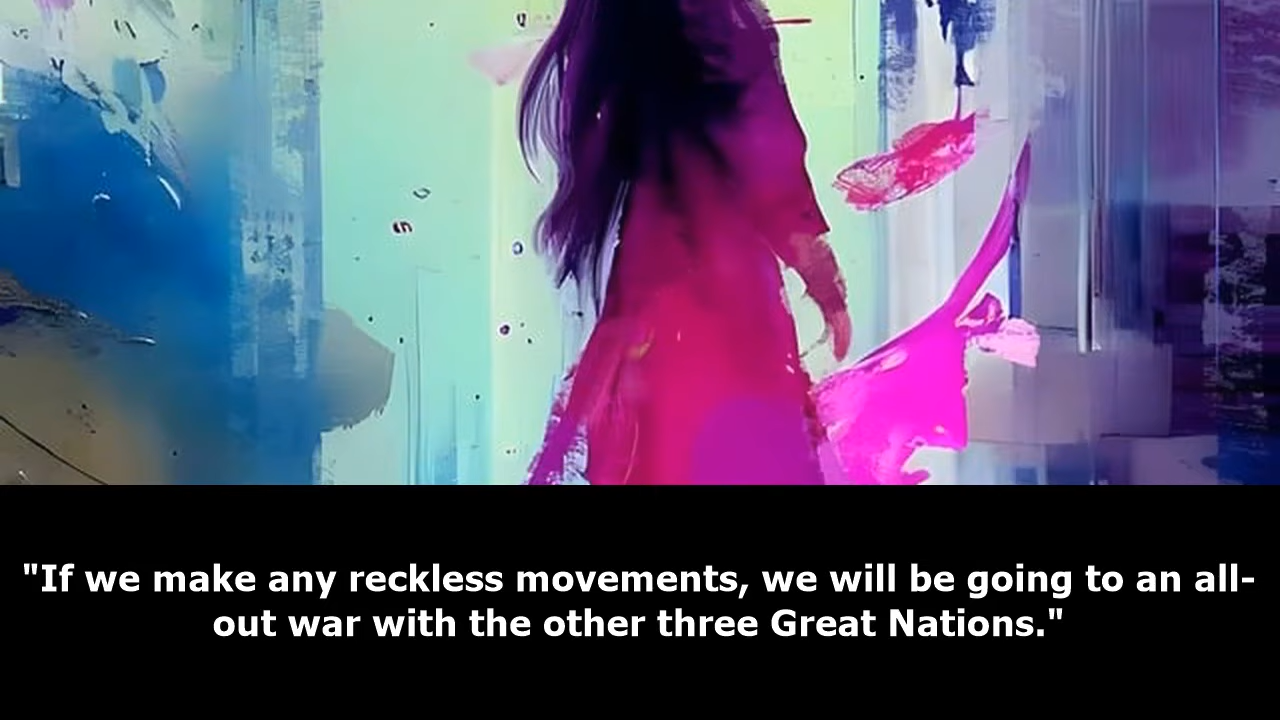 "If we make any reckless movements, we will be going to an all-
out war with the other three Great Nations."